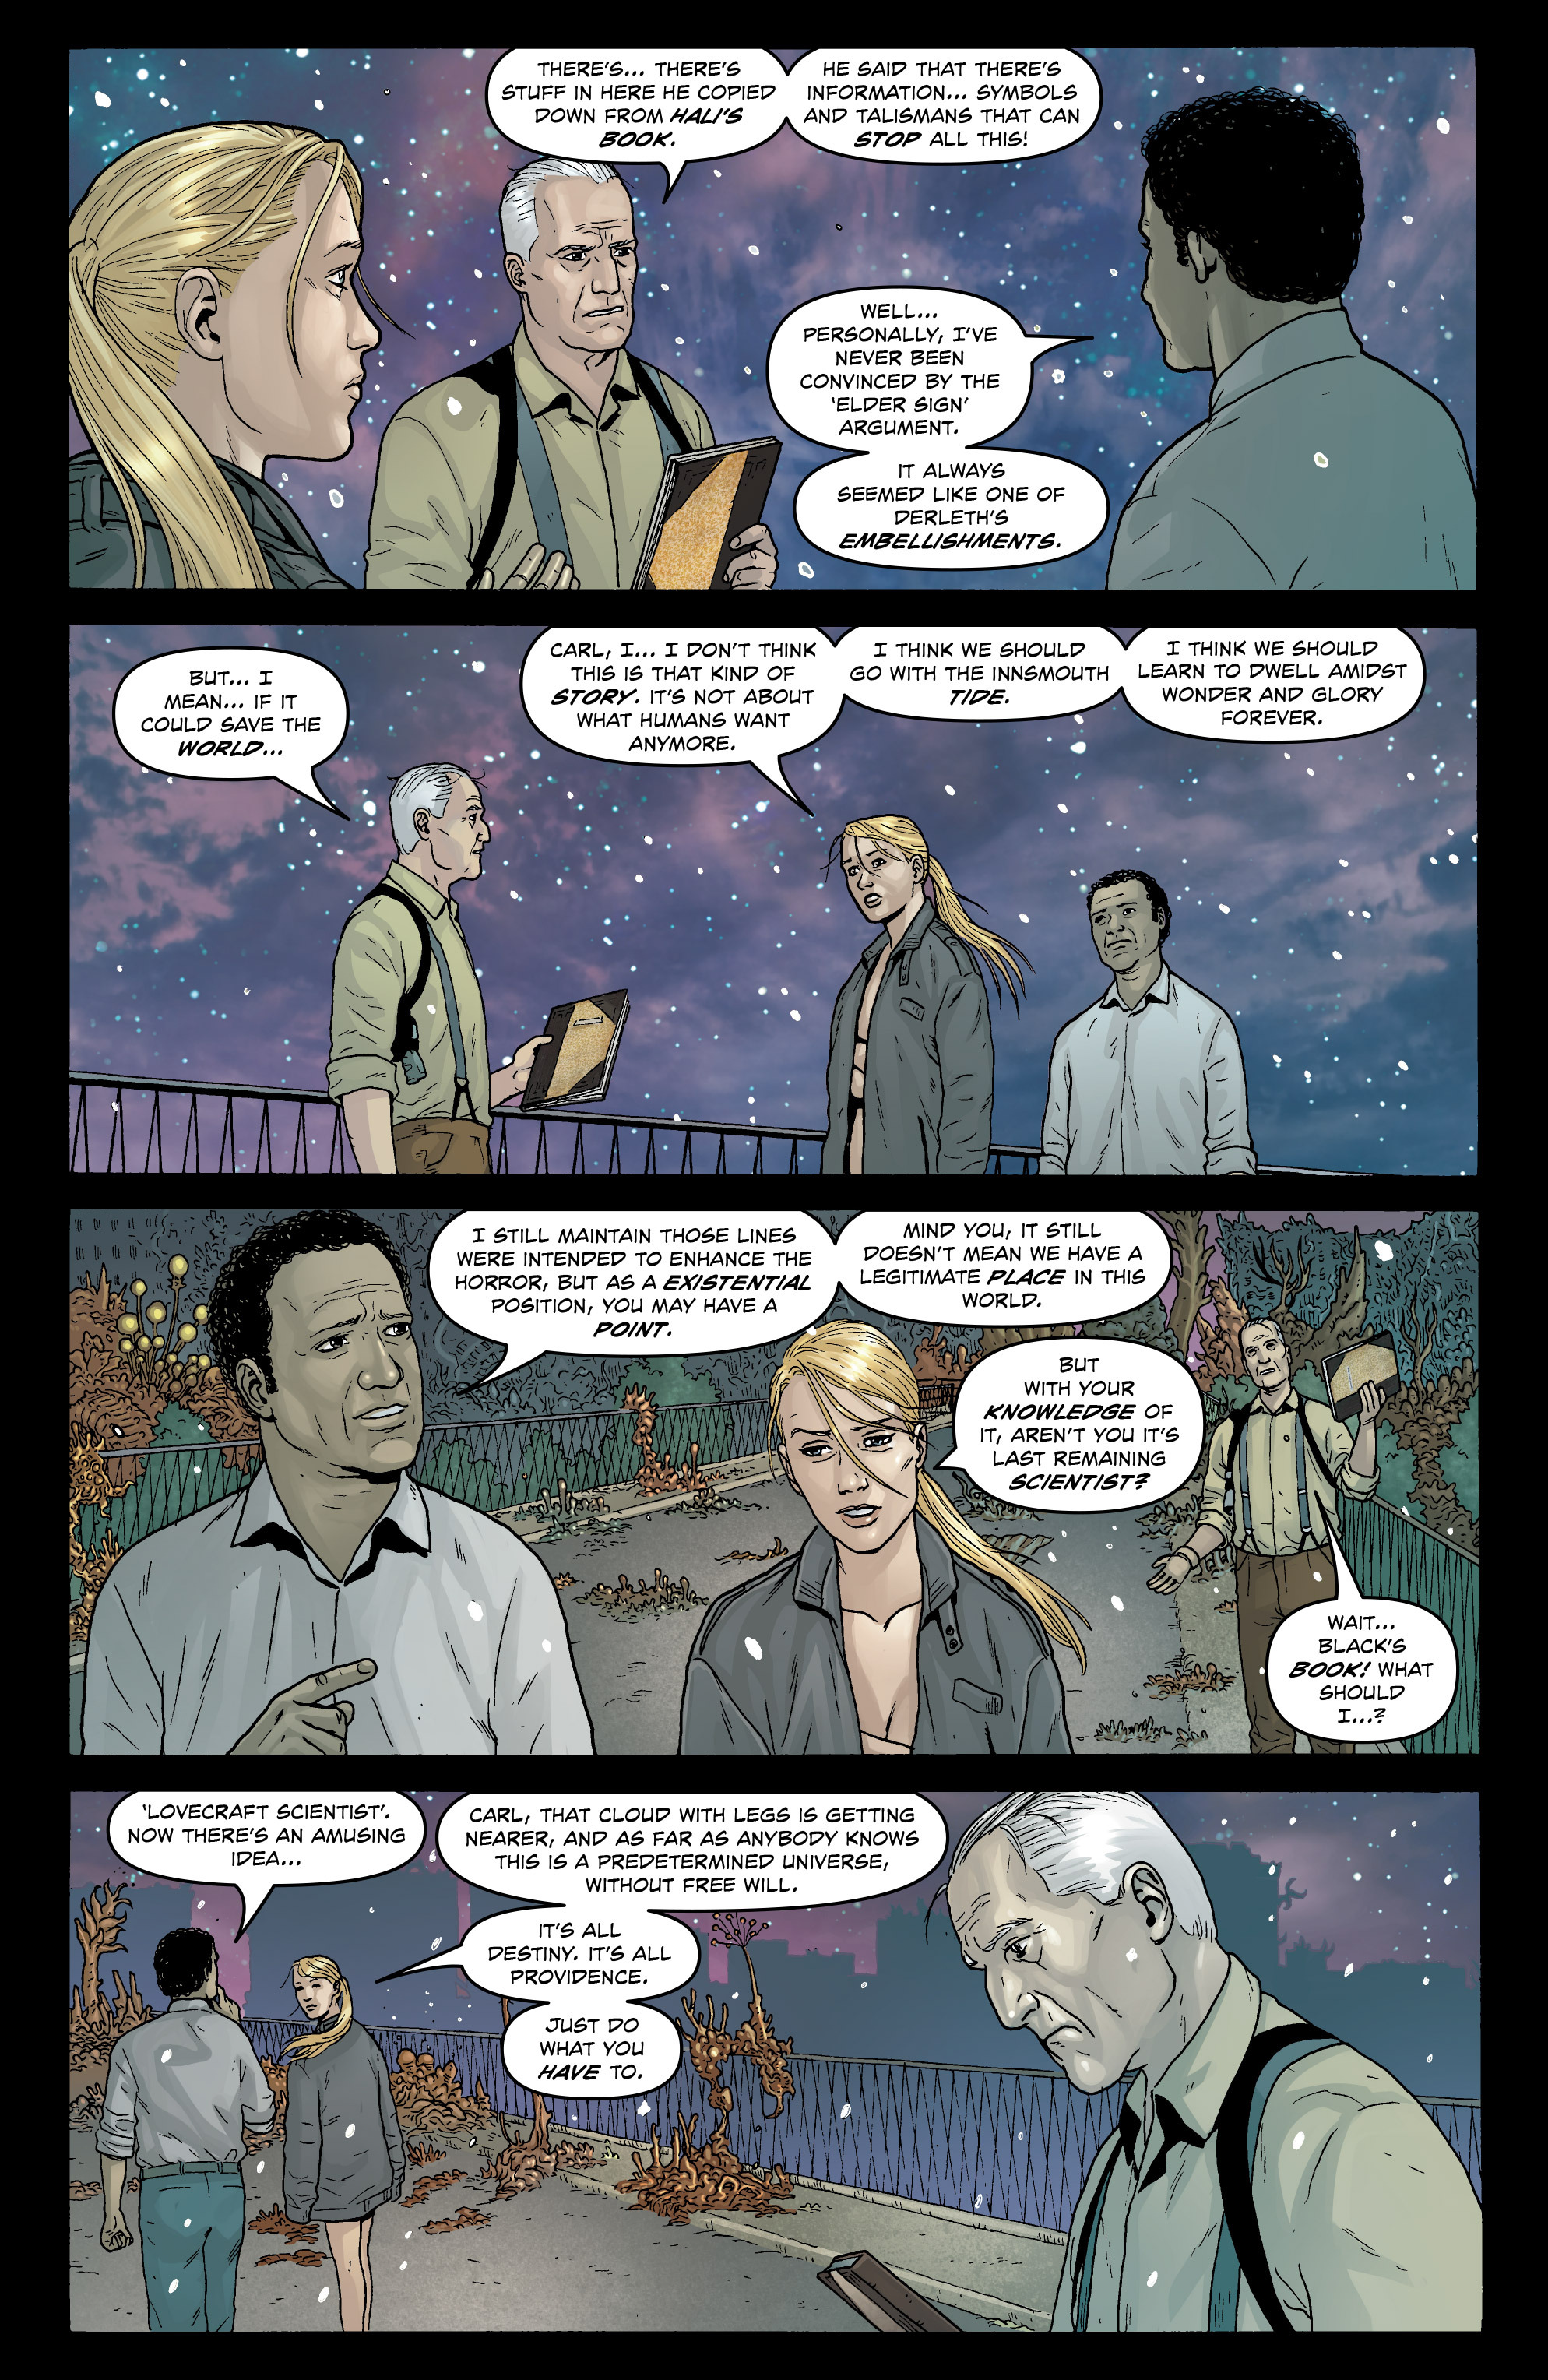 THERE'S... THERE'S
STUFF IN HERE HE COPIED
DOWN FROM HALI'S
BOOK.
HE SAID THAT THERE'S
INFORMATION... SYMBOLS
AND TALISMANS THAT CAN
STOP ALL THIS!
WELL...
PERSONALLY, I'VE
NEVER BEEN
CONVINCED BY THE
'ELDER SIGN'
ARGUMENT.
IT ALWAYS
SEEMED LIKE ONE OF
DERLETH'S
EMBELLISHMENTS.
BUT... I
MEAN... IF IT
COULD SAVE THE
WORLD...
CARL, I... I DON'T THINK
THIS IS THAT KIND OF
STORY. IT'S NOT ABOUT
WHAT HUMANS WANT
ANYMORE.
I THINK WE SHOULD
GO WITH THE INNSMOUTH
TIDE.
I THINK WE SHOULD
LEARN TO DWELL AMIDST
WONDER AND GLORY
FOREVER.
I STILL MAINTAIN THOSE LINES
WERE INTENDED TO ENHANCE THE
HORROR, BUT AS A EXISTENTIAL
POSITION, YOU MAY HAVE A
POINT.
MIND YOU, IT STILL
DOESN'T MEAN WE HAVE A
LEGITIMATE PLACE IN THIS
WORLD.
BUT
WITH YOUR
KNOWLEDGE OF
IT, AREN'T YOU IT'S
LAST REMAINING
SCIENTIST?
WAIT...
BLACK'S
BOOK! WHAT
SHOULD
I...?
'LOVECRAFT SCIENTIST'.
NOW THERE'S AN AMUSING
IDEA...
CARL, THAT CLOUD WITH LEGS IS GETTING
NEARER, AND AS FAR AS ANYBODY KNOWS
THIS IS A PREDETERMINED UNIVERSE,
WITHOUT FREE WILL.
IT'S ALL
DESTINY. IT'S ALL
PROVIDENCE.
JUST DO
WHAT YOU
HAVE TO.